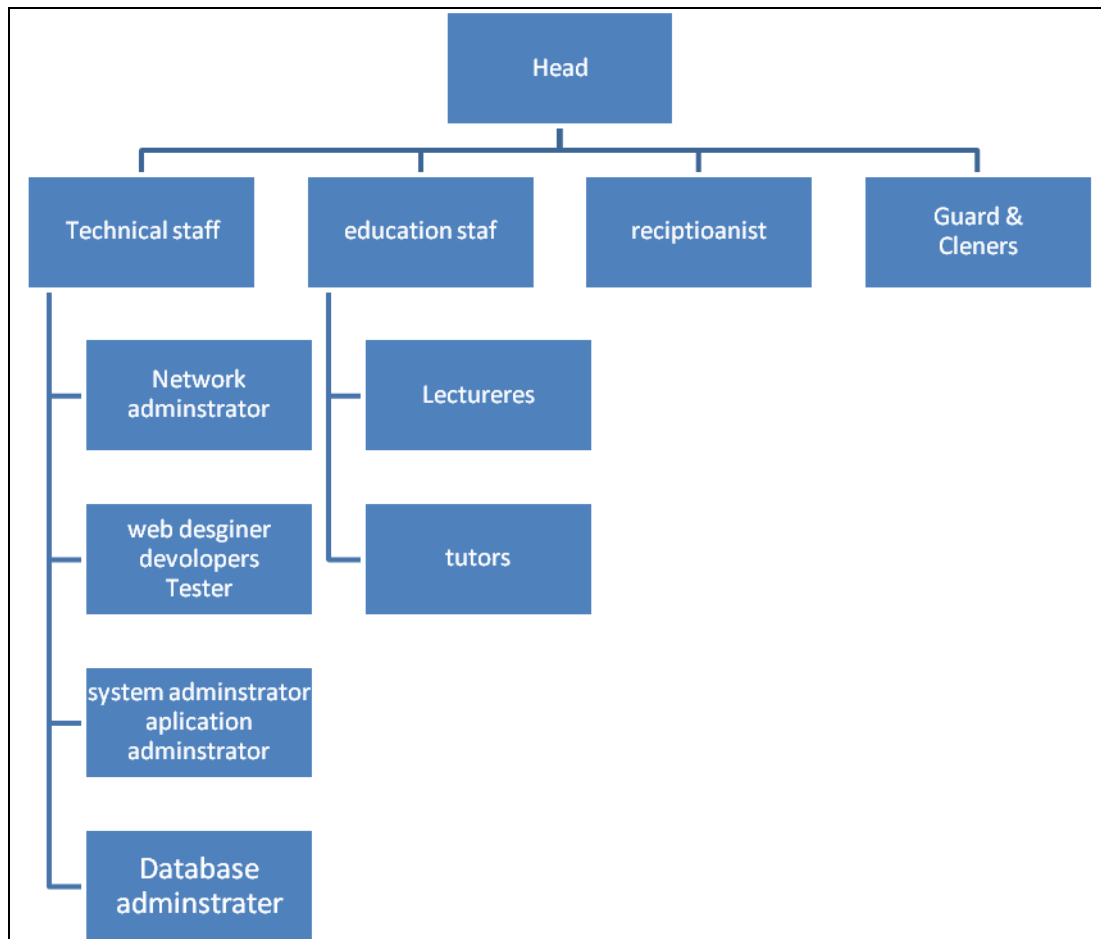 Head
Technical staff
education staf
reciptioanist
Guard &
Cleners
Network
adminstrator
Lectureres
web desginer
devolopers
Tester
tutors
system adminstrator
aplication
adminstrator
Database
adminstrater